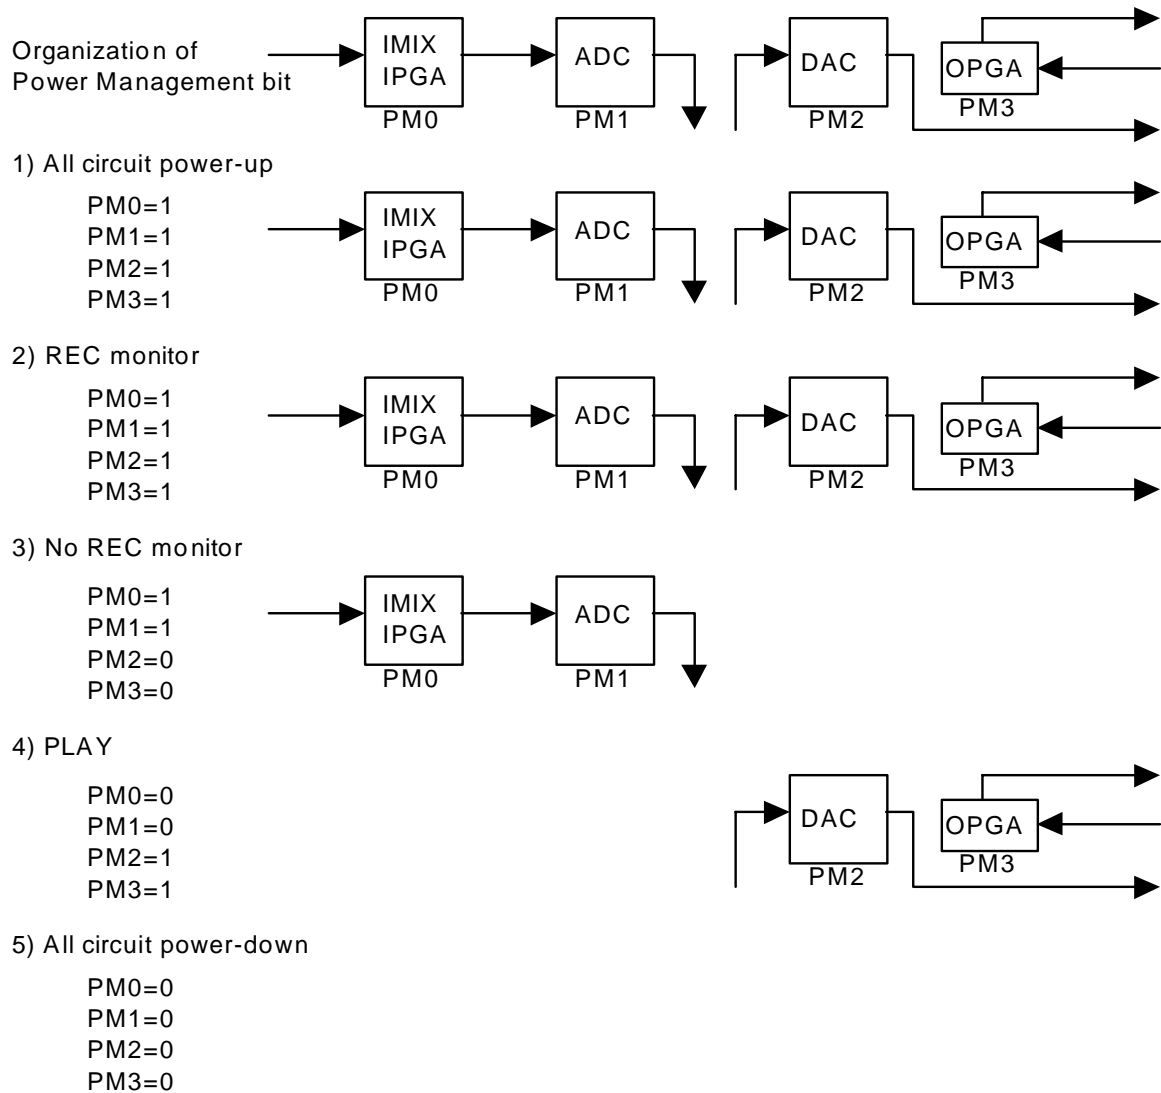 Organization of
Power Management bit
IMIX
IPGA
PM0
ADC
PM1
DAC
PM2
OPGA
PM3
1) All circuit power-up
PM0=1
PM1=1
PM2=1
PM3=1
IMIX
IPGA
PM0
ADC
PM1
DAC
PM2
OPGA
PM3
2) REC monitor
PM0=1
PM1=1
PM2=1
PM3=1
IMIX
IPGA
PM0
ADC
PM1
DAC
PM2
OPGA
PM3
3) No REC monitor
PM0=1
PM1=1
PM2=0
PM3=0
IMIX
IPGA
PM0
ADC
PM1
4) PLAY
PM0=0
PM1=0
PM2=1
PM3=1
DAC
PM2
OPGA
PM3
5) All circuit power-down
PM0=0
PM1=0
PM2=0
PM3=0